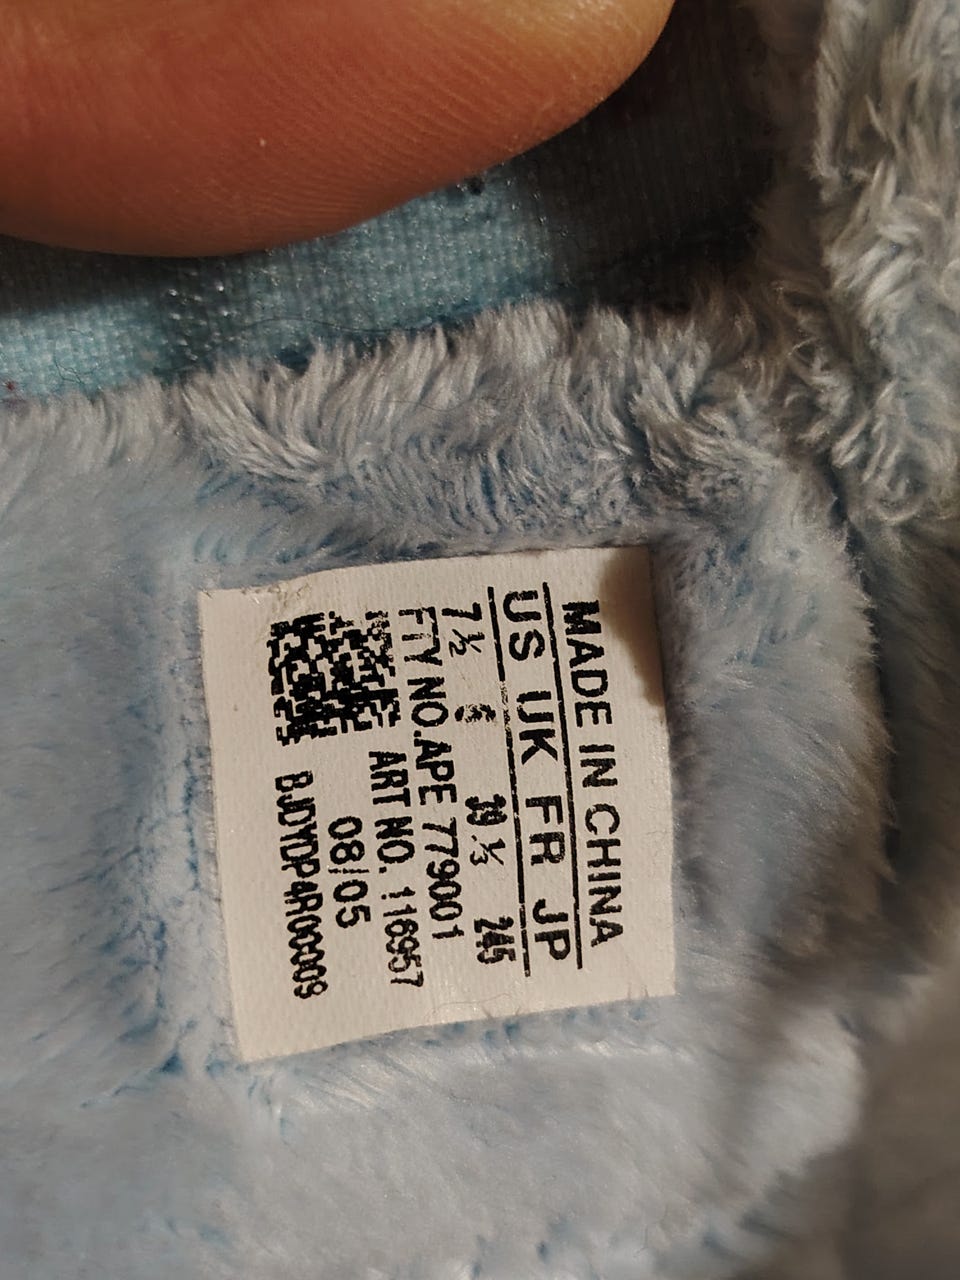 MADE IN CHINA
US UK FR JP
7½ 6 39⅓ 245
FTY NO.APE 779001
ART NO. 116957
08/05
BJDYDP4R00009